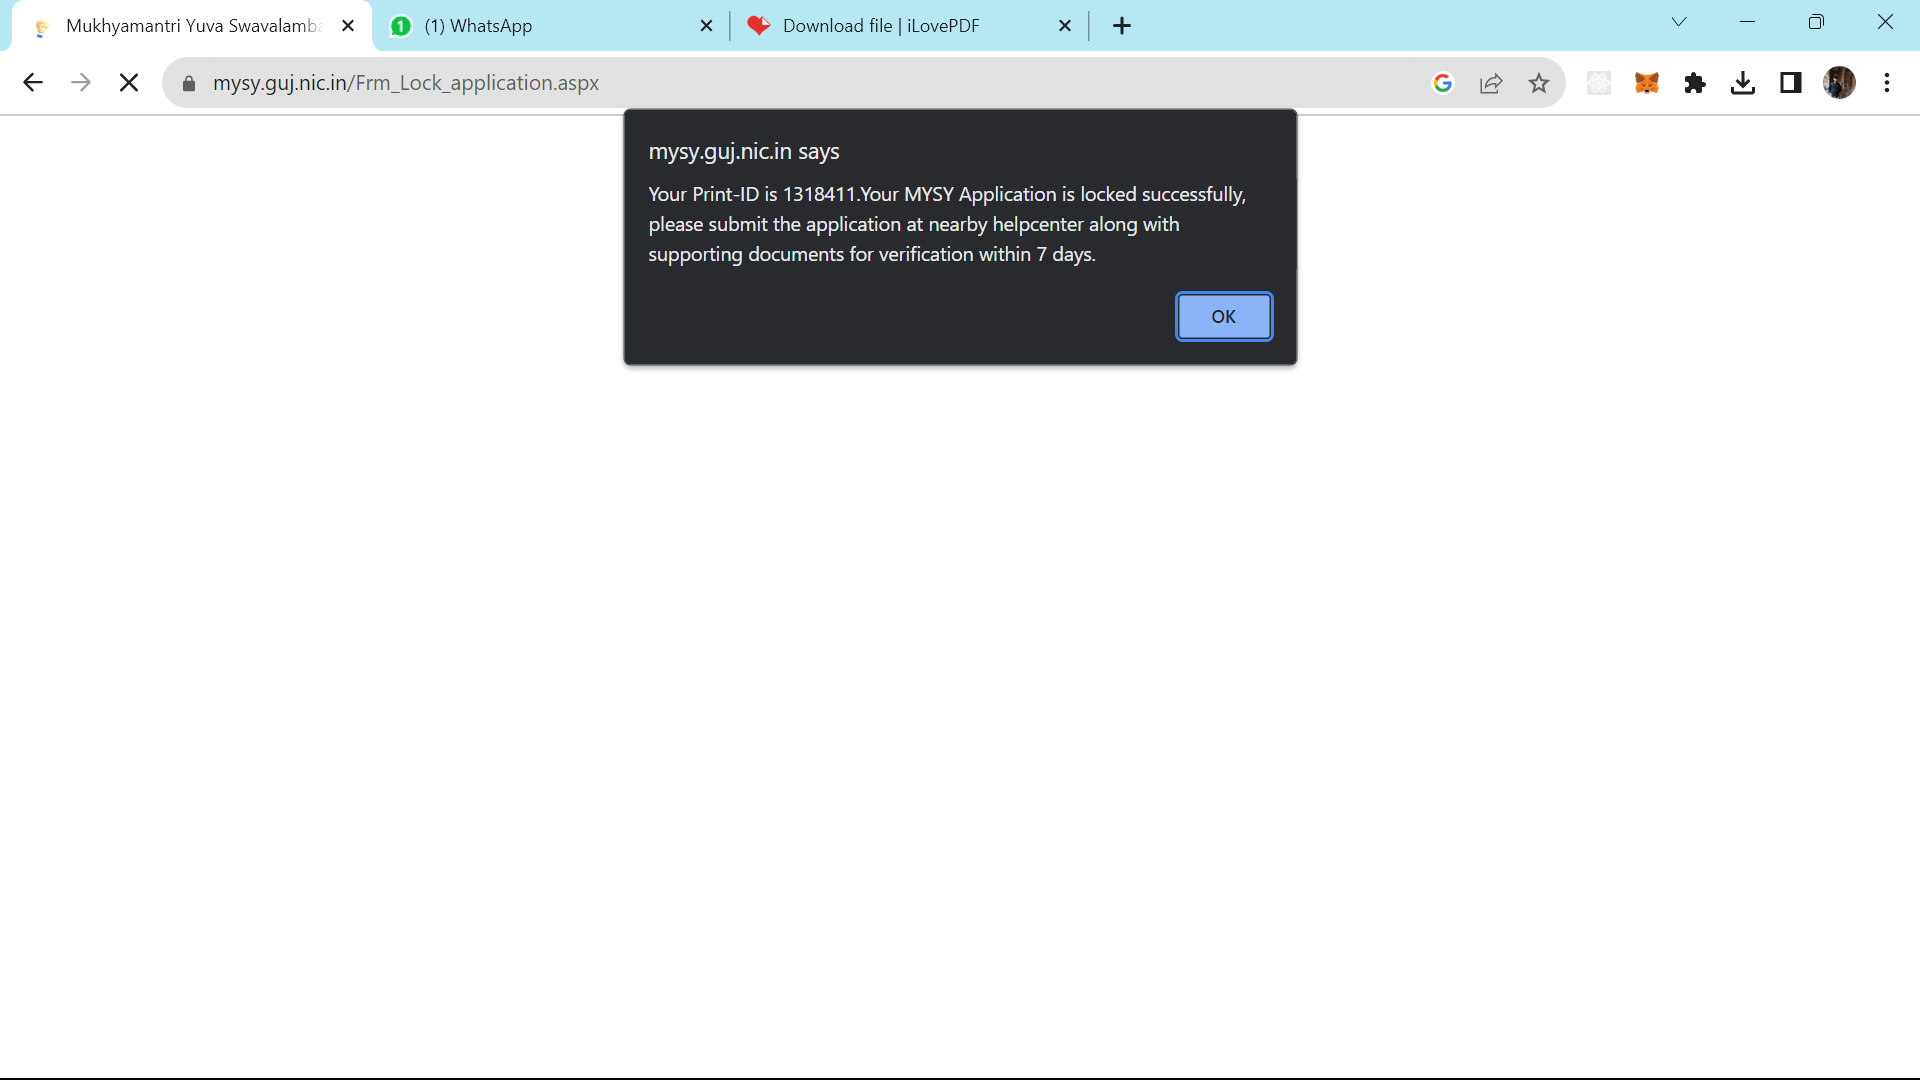 Mukhyamantri Yuva Swavalamba
(1) WhatsApp
Download file | iLovePDF
mysy.guj.nic.in/Frm_Lock_application.aspx
mysy.guj.nic.in says
Your Print-ID is 1318411.Your MYSY Application is locked successfully,
please submit the application at nearby helpcenter along with
supporting documents for verification within 7 days.
OK